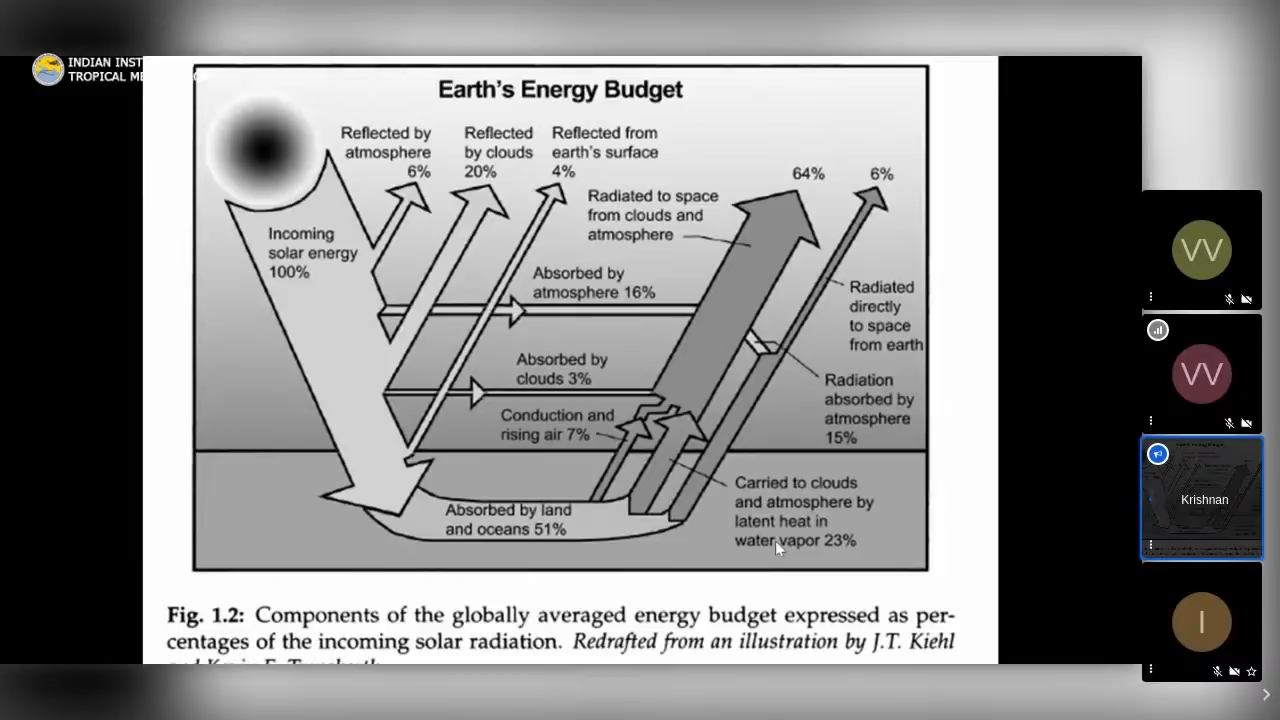 INDIAN INST
TROPICAL ME
Earth's Energy Budget
Reflected by
atmosphere
6%
Reflected
by clouds
20%
Reflected from
earth's surface
4%
64%
6%
Radiated to space
from clouds and
atmosphere
Incoming
solar energy
100%
Absorbed by
atmosphere 16%
Radiated
directly
to space
from earth
Absorbed by
clouds 3%
Radiation
absorbed by
atmosphere
15%
Conduction and
rising air 7%
Carried to clouds
and atmosphere by
latent heat in
water vapor 23%
Absorbed by land
and oceans 51%
Fig. 1.2: Components of the globally averaged energy budget expressed as per-
centages of the incoming solar radiation. Redrafted from an illustration by J.T. Kiehl
VV
VV
Krishnan
I